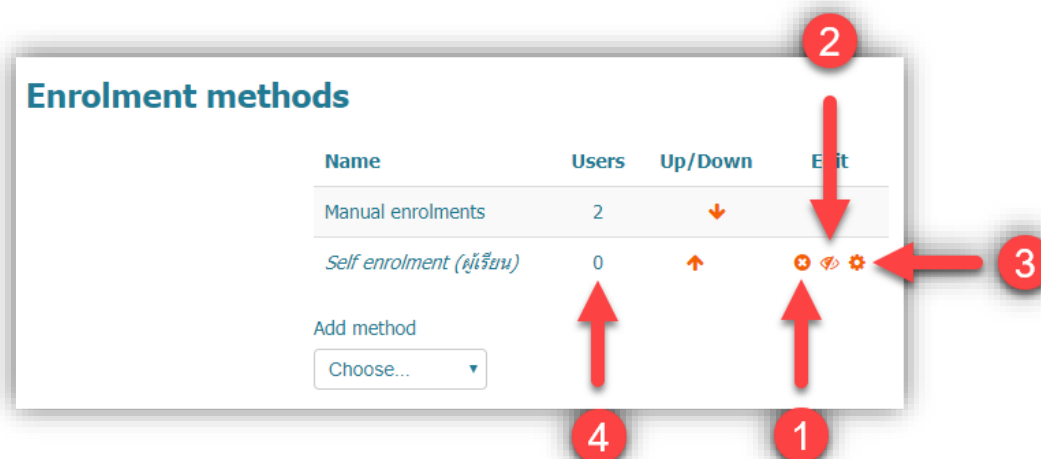 2
Enrolment methods
Name Users Up/Down E it
Manual enrolments 2
Self enrolment (ผู้เรียน) 0
3
Add method
Choose...
4 1